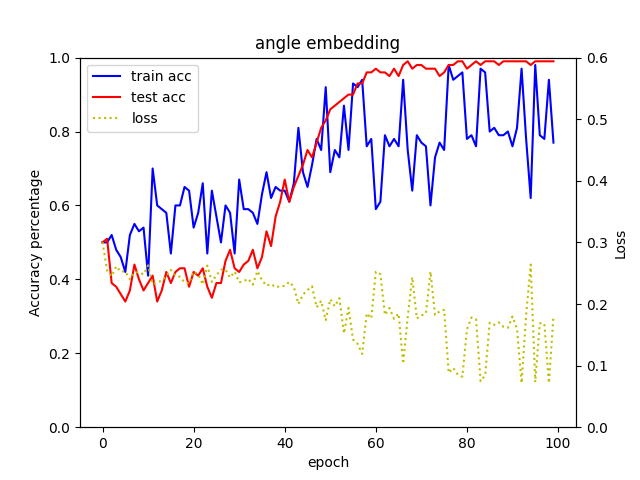 angle embedding
train acc
test acc
loss
Accuracy percentage
1.0
0.8
0.6
0.4
0.2
0.0
0 20 40 60 80 100
epoch
0.6
0.5
0.4
0.3
0.2
0.1
0.0
Loss